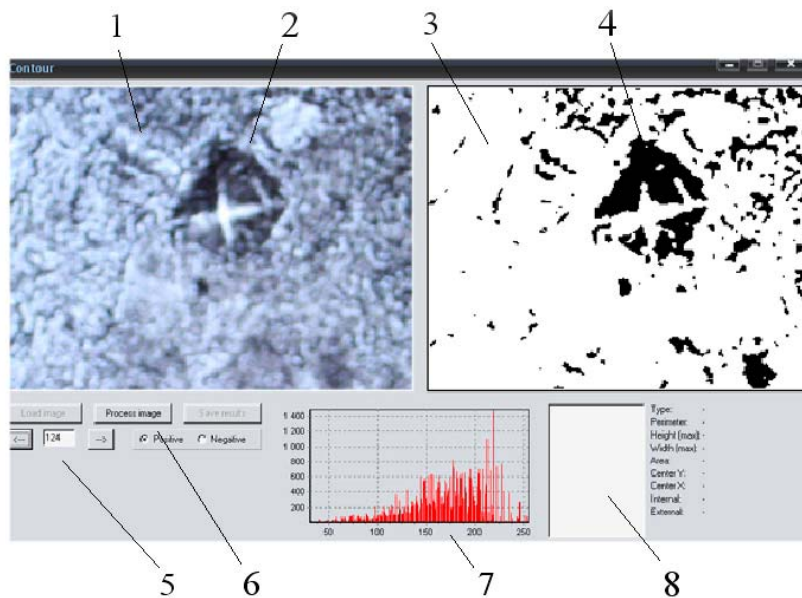 1 2 3 4
Contour
Load image Process image Save results
<-- 124 --> Positive Negative
1 400
1 200
1 000
800
600
400
200
50 100 150 200 250
Type: -
Perimeter: -
Height (max): -
Width (max): -
Area: -
Center Y: -
Center X: -
Internal: -
External: -
5 6 7 8